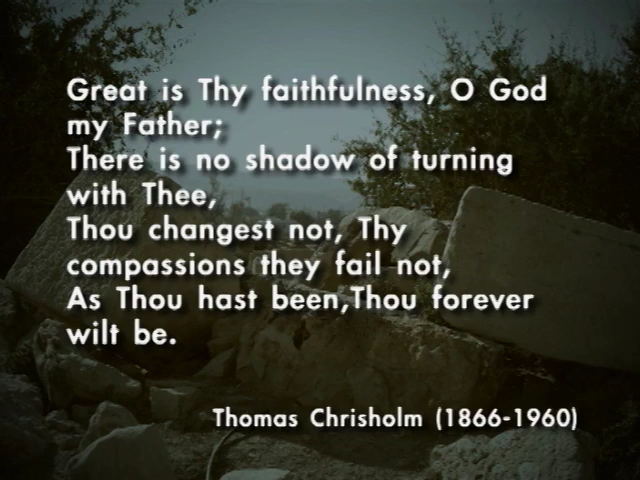 Great is Thy faithfulness, O God
my Father;
There is no shadow of turning
with Thee,
Thou changest not, Thy
compassions they fail not,
As Thou hast been,Thou forever
wilt be.
Thomas Chrisholm (1866-1960)